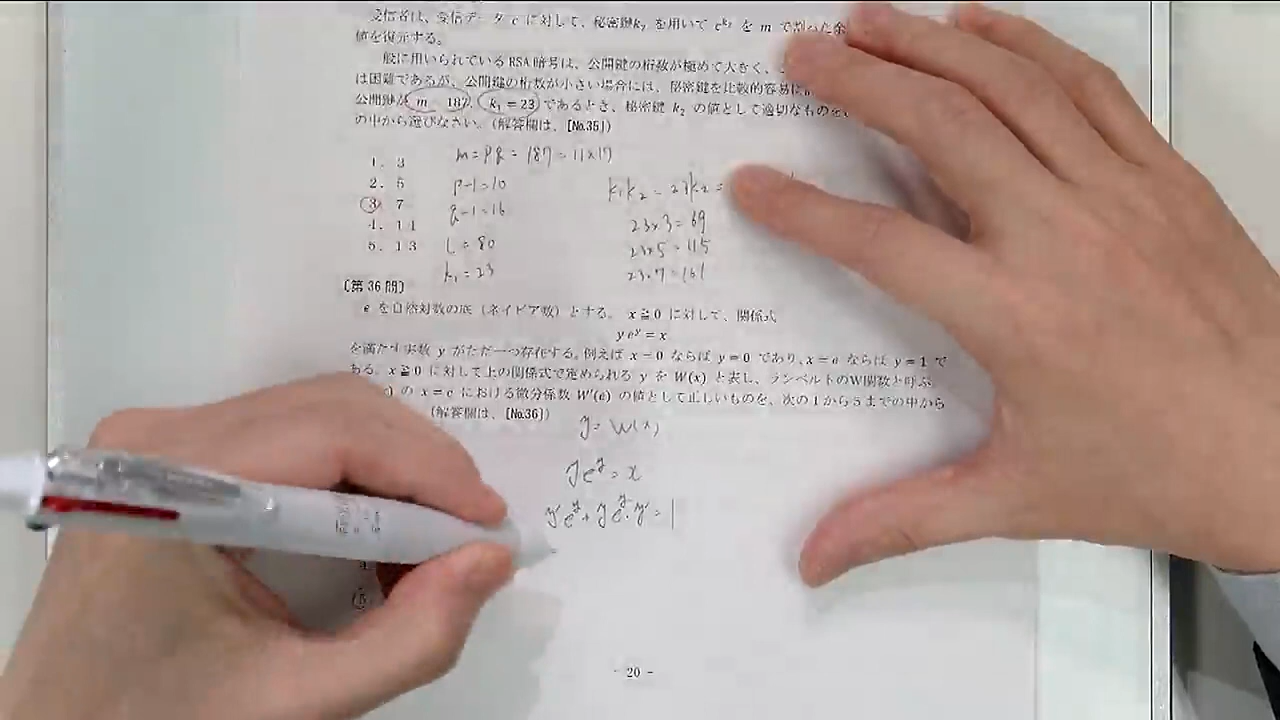 受信者は、受信データ c に対して、秘密鍵k₂ を用いて c^k₂ を m で割った余
値を復元する。
般に用いられているRSA暗号は、公開鍵の桁数が極めて大きく、
は困難であるが、公開鍵の桁数が小さい場合には、秘密鍵を比較的容易に
公開鍵が m 187, k₁ = 23 であるとき、秘密鍵 k₂ の値として適切なものを
の中から選びなさい。(解答欄は、[No.35])
m = pq = 187 = 11×17
1. 3
2. 5
3 7
4. 11
5. 13
p-1=10
q-1=16
L = 80
k₁ = 23
k₁k₂ = 23k₂ =
23×3=69
23×5=115
23×7=161
〔第36問〕
e を自然対数の底(ネイピア数)とする。 x≧0 に対して、関係式
ye^y = x
を満たす実数 y がただ一つ存在する。例えば x=0 ならば y=0 であり、x=e ならば y=1 で
ある。x≧0 に対して上の関係式で定められる y を W(x) と表し、ランベルトのW関数と呼ぶ
) の x=e における微分係数 W'(e) の値として正しいものを、次の1から5までの中から
(解答欄は、[No.36])
y = W(x)
ye^y = x
y'e^y + ye^y・y' = 1
5
- 20 -